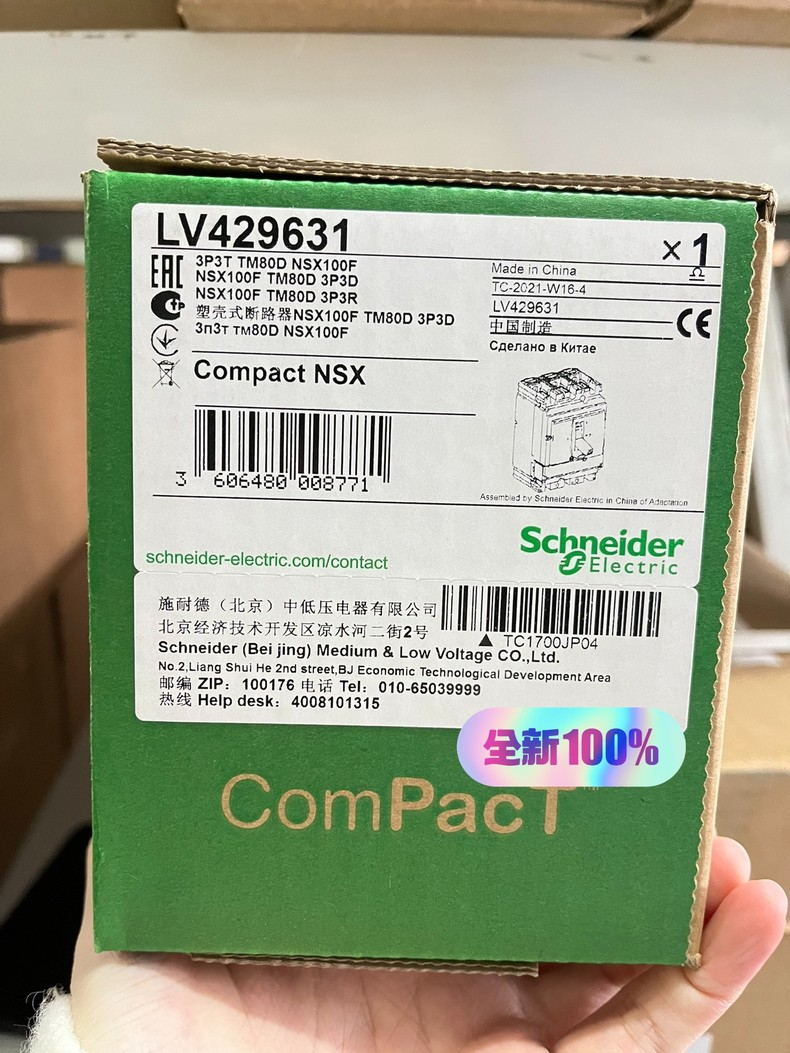 LV429631
×1
EAC
3P3T TM80D NSX100F
NSX100F TM80D 3P3D
NSX100F TM80D 3P3R
塑壳式断路器NSX100F TM80D 3P3D
3п3т тм80D NSX100F
Compact NSX
Made in China
TC-2021-W16-4
LV429631
中国制造
CE
Сделано в Китае
3 606480 008771
Assembled by Schneider Electric in China of Adaptation
schneider-electric.com/contact
Schneider
Electric
施耐德（北京）中低压电器有限公司
北京经济技术开发区凉水河二街2号
▲ TC1700JP04
Schneider (Bei jing) Medium & Low Voltage CO.,Ltd.
No.2,Liang Shui He 2nd street,BJ Economic Technological Development Area
邮编 ZIP: 100176 电话 Tel: 010-65039999
热线 Help desk: 4008101315
全新100%
ComPacT